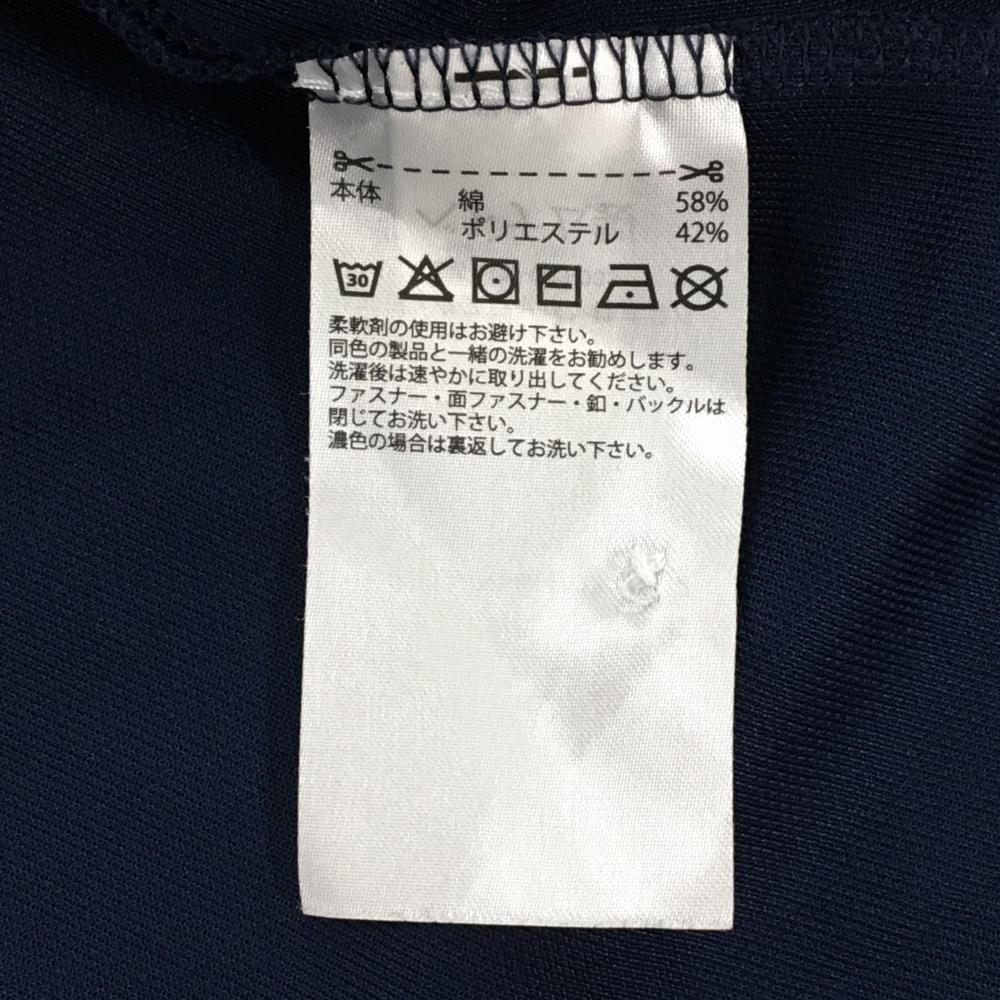 本体 綿 58%
ポリエステル 42%
30
柔軟剤の使用はお避け下さい。
同色の製品と一緒の洗濯をお勧めします。
洗濯後は速やかに取り出してください。
ファスナー・面ファスナー・釦・バックルは
閉じてお洗い下さい。
濃色の場合は裏返してお洗い下さい。